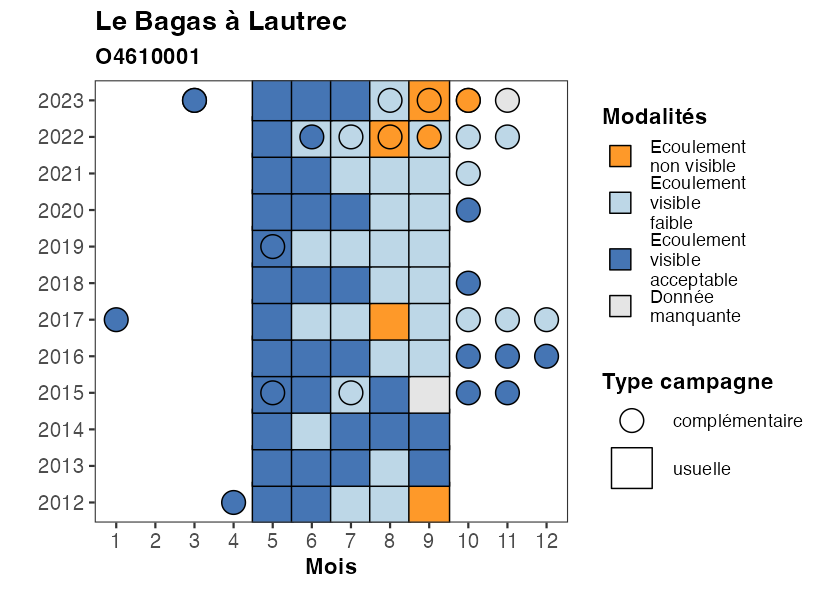 Le Bagas à Lautrec
O4610001
2023
2022
2021
2020
2019
2018
2017
2016
2015
2014
2013
2012
1 2 3 4 5 6 7 8 9 10 11 12
Mois
Modalités
Ecoulement
non visible
Ecoulement
visible
faible
Ecoulement
visible
acceptable
Donnée
manquante
Type campagne
complémentaire
usuelle